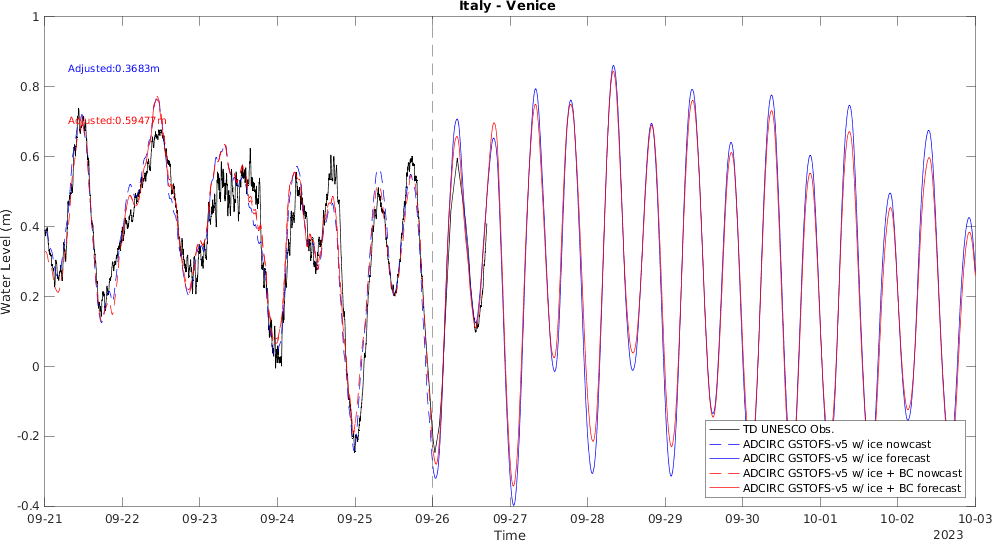 Italy - Venice
Adjusted:0.3683m
Adjusted:0.59477m
Water Level (m)
1
0.8
0.6
0.4
0.2
0
-0.2
-0.4
TD UNESCO Obs.
ADCIRC GSTOFS-v5 w/ ice nowcast
ADCIRC GSTOFS-v5 w/ ice forecast
ADCIRC GSTOFS-v5 w/ ice + BC nowcast
ADCIRC GSTOFS-v5 w/ ice + BC forecast
09-21 09-22 09-23 09-24 09-25 09-26 09-27 09-28 09-29 09-30 10-01 10-02 10-03
Time
2023